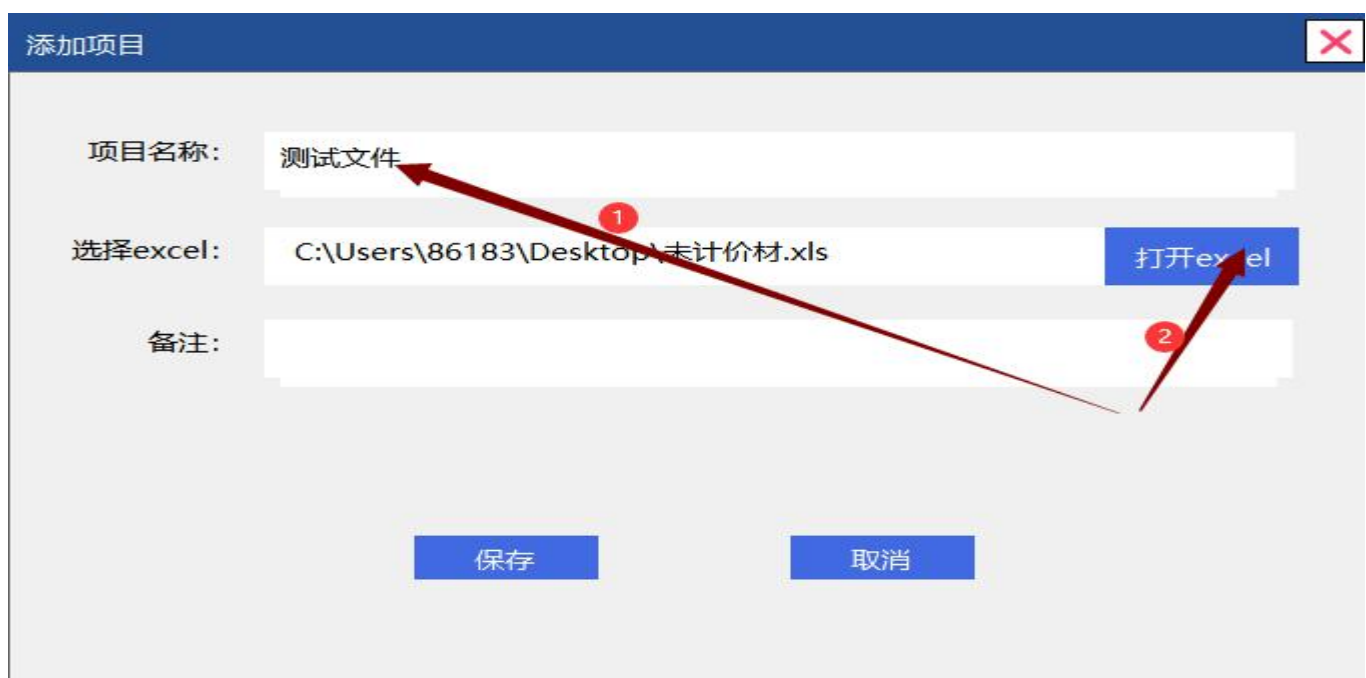 添加项目
项目名称：
测试文件
1
选择excel：
C:\Users\86183\Desktop\未计价材.xls
打开excel
备注：
2
保存
取消